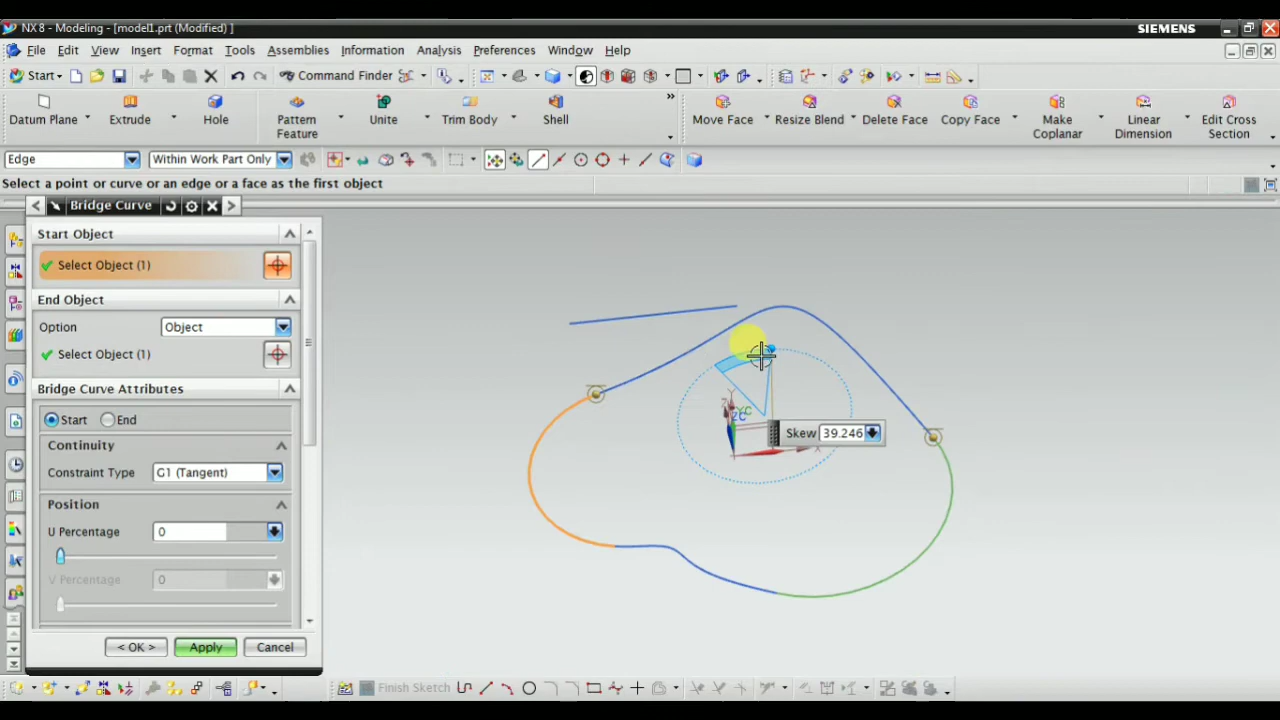 NX 8 - Modeling - [model1.prt (Modified) ]
SIEMENS
File Edit View Insert Format Tools Assemblies Information Analysis Preferences Window Help
Start Command Finder
Datum Plane Extrude Hole Pattern Feature Unite Trim Body Shell Move Face Resize Blend Delete Face Copy Face Make Coplanar Linear Dimension Edit Cross Section
Edge Within Work Part Only
Select a point or curve or an edge or a face as the first object
Bridge Curve
Start Object
Select Object (1)
End Object
Option Object
Select Object (1)
Bridge Curve Attributes
Start End
Continuity
Constraint Type G1 (Tangent)
Position
U Percentage 0
V Percentage 0
< OK > Apply Cancel
YC
ZC
X
Skew 39.246
Finish Sketch